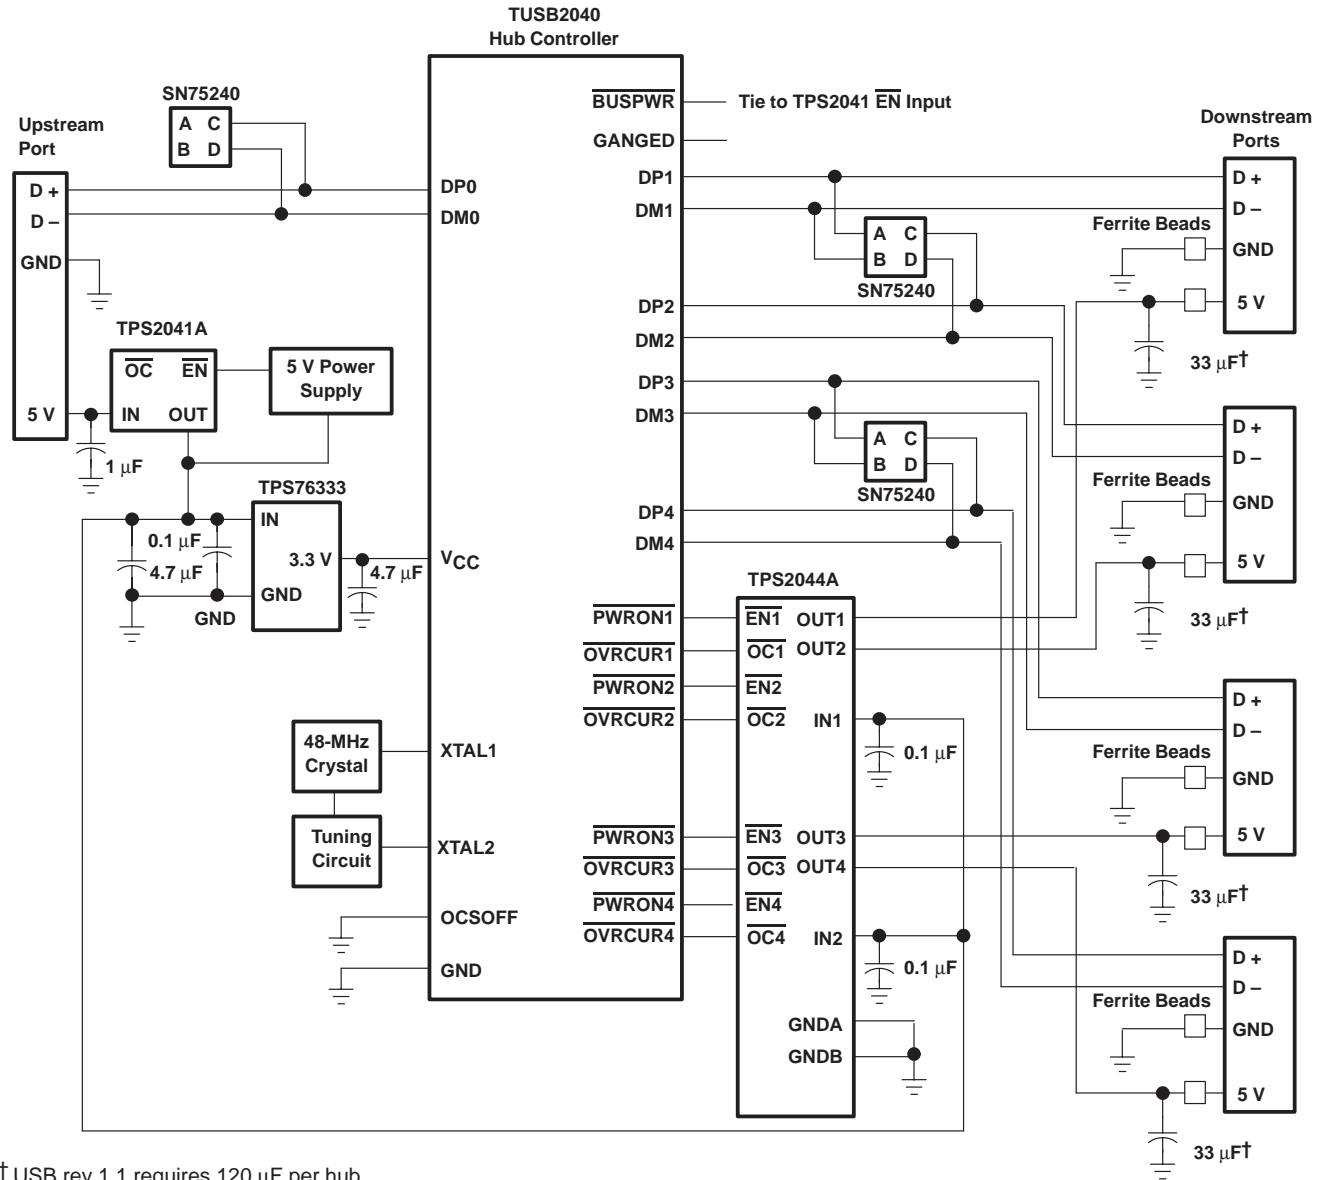 TUSB2040
Hub Controller
SN75240
A C
B D
Upstream
Port
D +
D –
GND
5 V
BUSPWR
Tie to TPS2041 EN Input
GANGED
Downstream
Ports
DP0
DM0
DP1
DM1
D +
D –
Ferrite Beads
GND
5 V
33 µF†
A C
B D
SN75240
DP2
DM2
TPS2041A
OC EN
IN OUT
5 V Power
Supply
1 µF
DP3
DM3
A C
B D
SN75240
D +
D –
Ferrite Beads
GND
5 V
33 µF†
TPS76333
IN
3.3 V
GND
0.1 µF
4.7 µF
GND
4.7 µF
VCC
DP4
DM4
TPS2044A
PWRON1
EN1 OUT1
OVRCUR1
OC1 OUT2
PWRON2
EN2
OVRCUR2
OC2 IN1
0.1 µF
D +
D –
Ferrite Beads
GND
5 V
33 µF†
48-MHz
Crystal
XTAL1
Tuning
Circuit
XTAL2
PWRON3
EN3 OUT3
OVRCUR3
OC3 OUT4
PWRON4
EN4
OVRCUR4
OC4 IN2
0.1 µF
OCSOFF
GND
GNDA
GNDB
D +
D –
Ferrite Beads
GND
5 V
33 µF†
† USB rev 1.1 requires 120 µF per hub